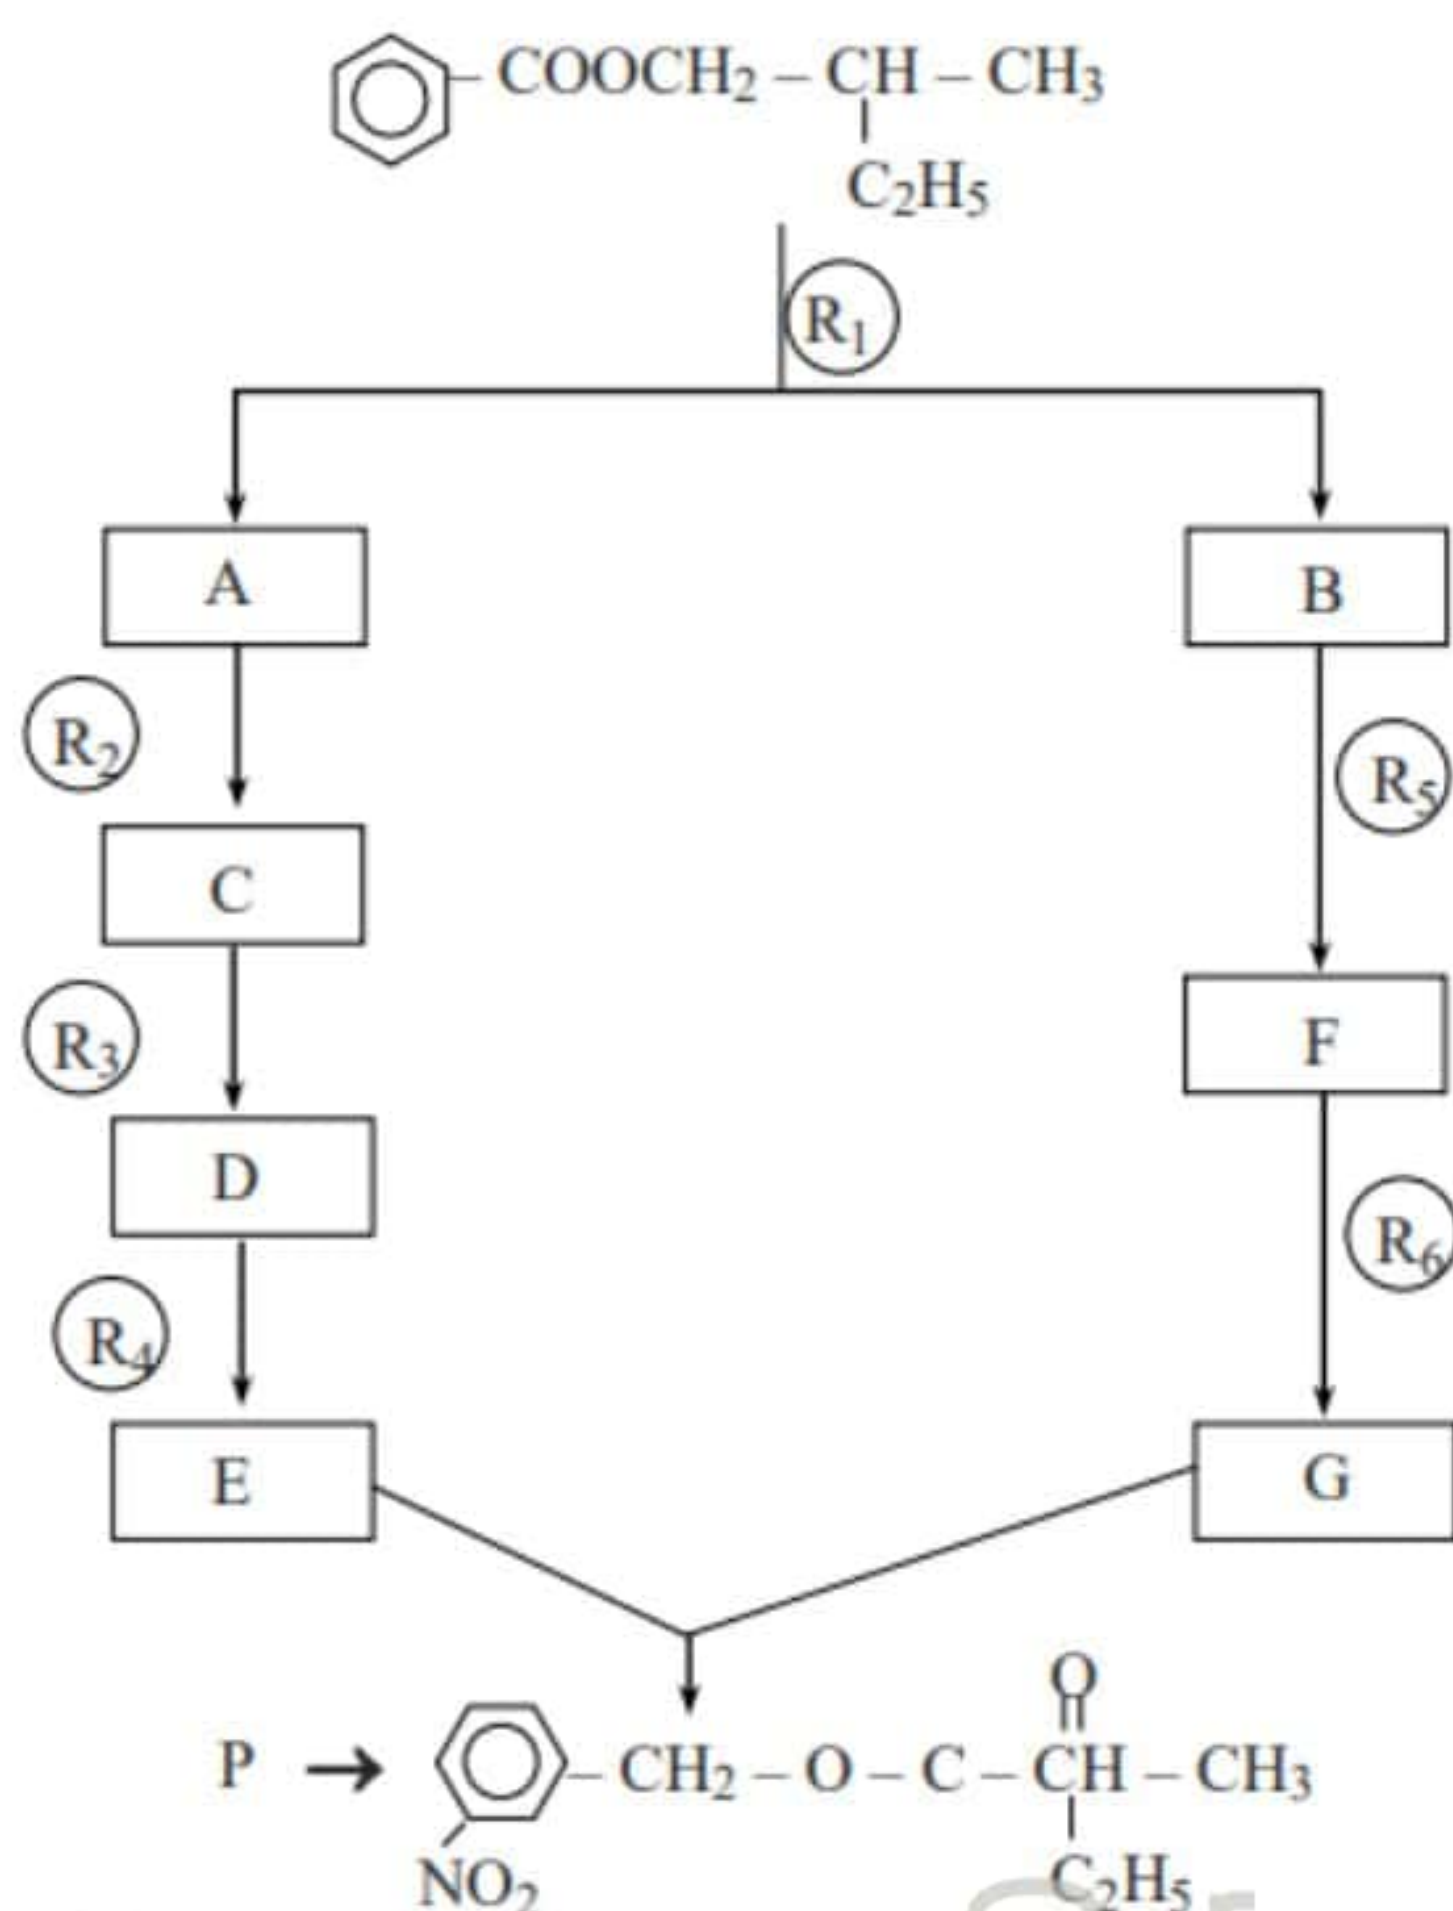 – COOCH₂ – CH – CH₃
C₂H₅
R₁
A
B
R₂
R₅
C
R₃
F
D
R₆
R₄
E
G
O
P → – CH₂ – O – C – CH – CH₃
NO₂
C₂H₅